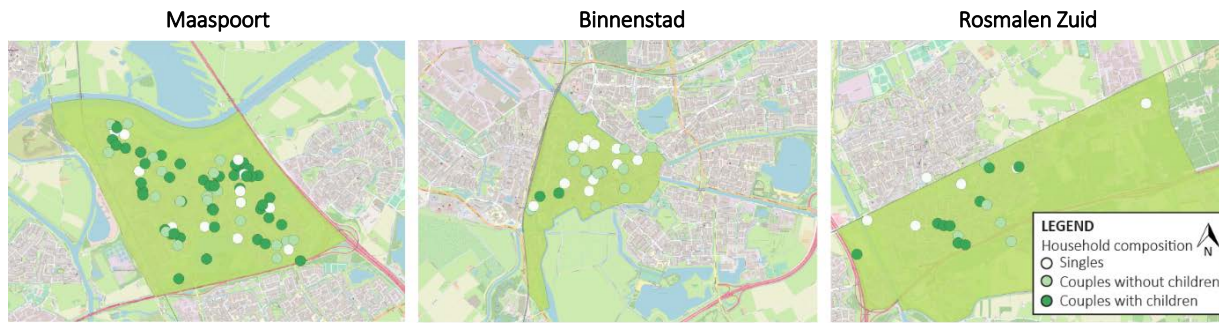 Maaspoort
Binnenstad
Rosmalen Zuid
LEGEND
Household composition
N
Singles
Couples without children
Couples with children